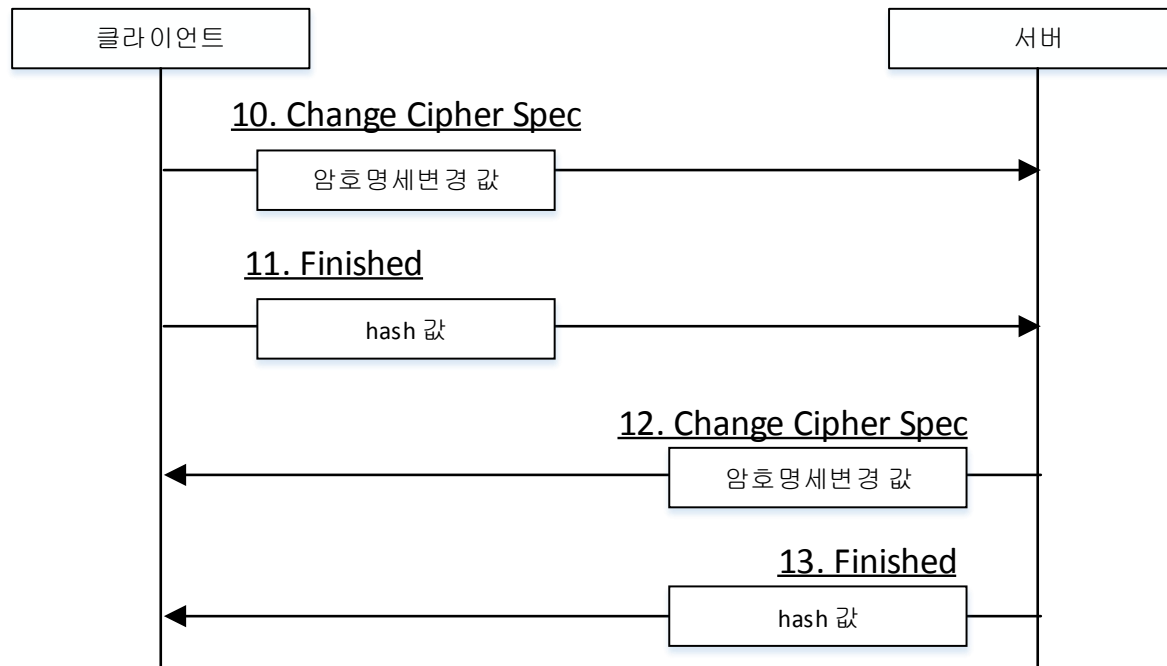 클라이언트
서버
10. Change Cipher Spec
암호명세변경 값
11. Finished
hash 값
12. Change Cipher Spec
암호명세변경 값
13. Finished
hash 값